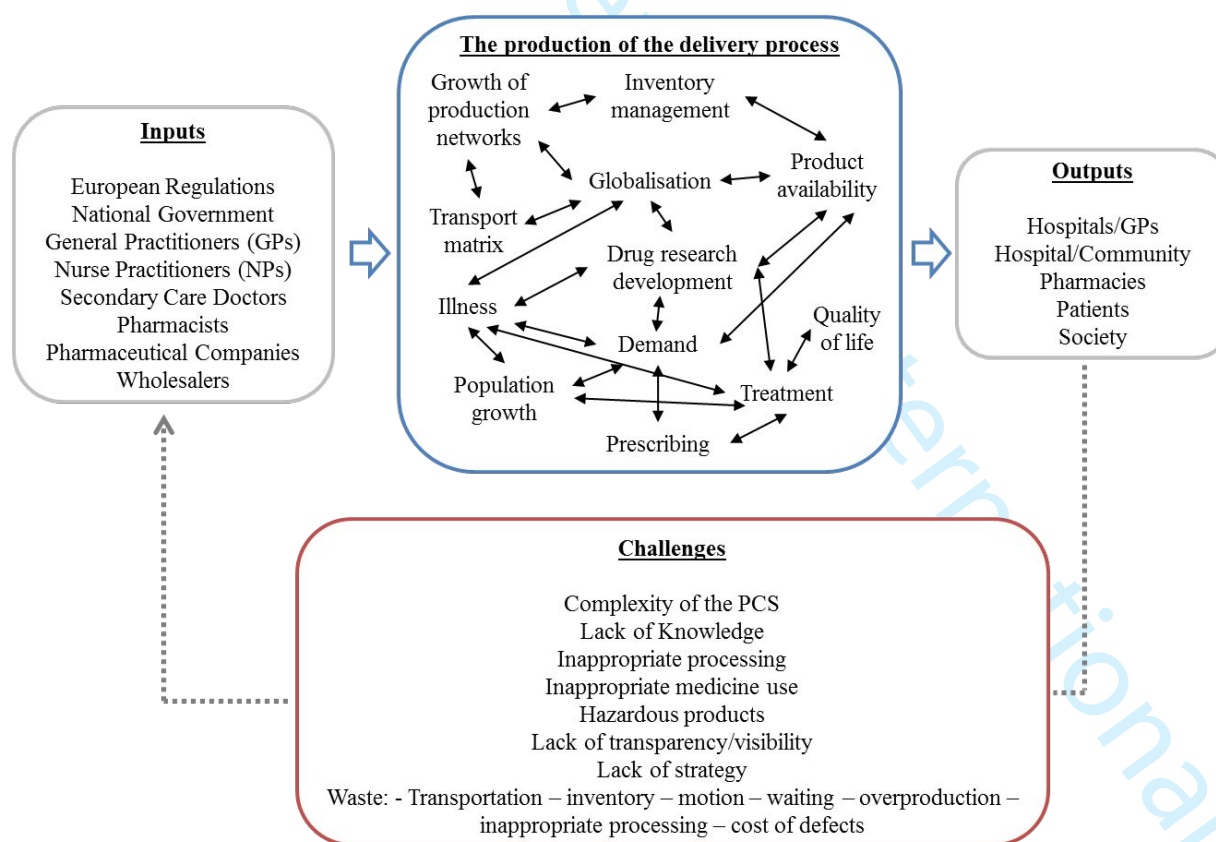 The production of the delivery process
Growth of
production
networks
Inventory
management
Product
availability
Globalisation
Transport
matrix
Drug research
development
Illness
Quality
of life
Demand
Population
growth
Treatment
Prescribing
Inputs
European Regulations
National Government
General Practitioners (GPs)
Nurse Practitioners (NPs)
Secondary Care Doctors
Pharmacists
Pharmaceutical Companies
Wholesalers
Outputs
Hospitals/GPs
Hospital/Community
Pharmacies
Patients
Society
Challenges
Complexity of the PCS
Lack of Knowledge
Inappropriate processing
Inappropriate medicine use
Hazardous products
Lack of transparency/visibility
Lack of strategy
Waste: - Transportation – inventory – motion – waiting – overproduction –
inappropriate processing – cost of defects